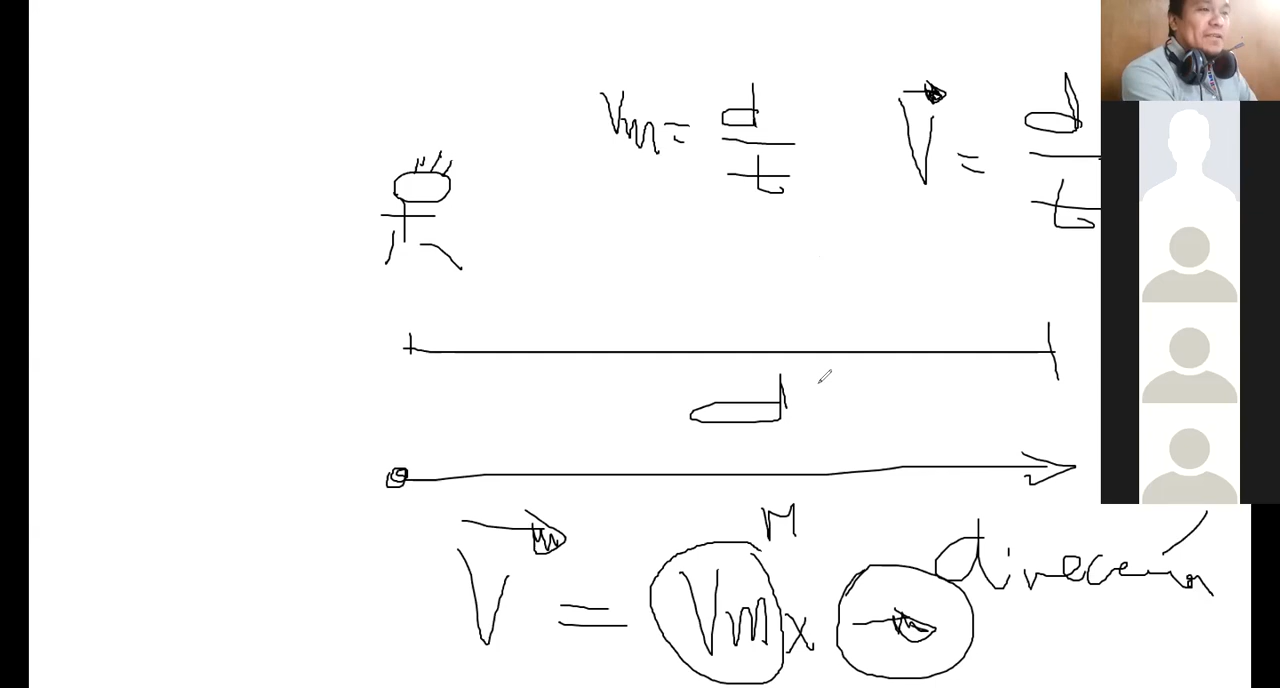 Vm = d/t
V⃗ = d/t
d
M
dirección
V⃗ = Vm x →